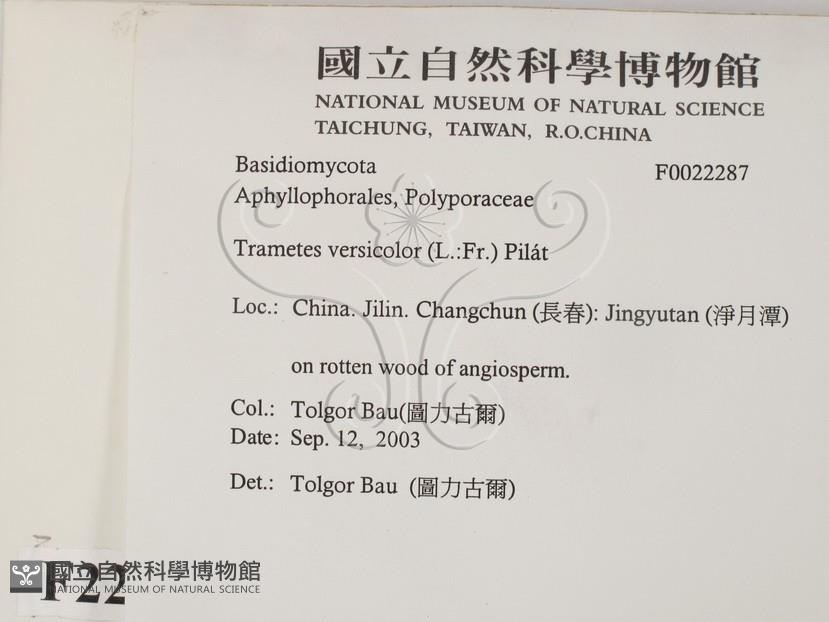 國立自然科學博物館
NATIONAL MUSEUM OF NATURAL SCIENCE
TAICHUNG, TAIWAN, R.O.CHINA
Basidiomycota F0022287
Aphyllophorales, Polyporaceae
Trametes versicolor (L.:Fr.) Pilát
Loc.: China. Jilin. Changchun (長春): Jingyutan (淨月潭)
on rotten wood of angiosperm.
Col.: Tolgor Bau(圖力古爾)
Date: Sep. 12, 2003
Det.: Tolgor Bau (圖力古爾)
F22
國立自然科學博物館
NATIONAL MUSEUM OF NATURAL SCIENCE